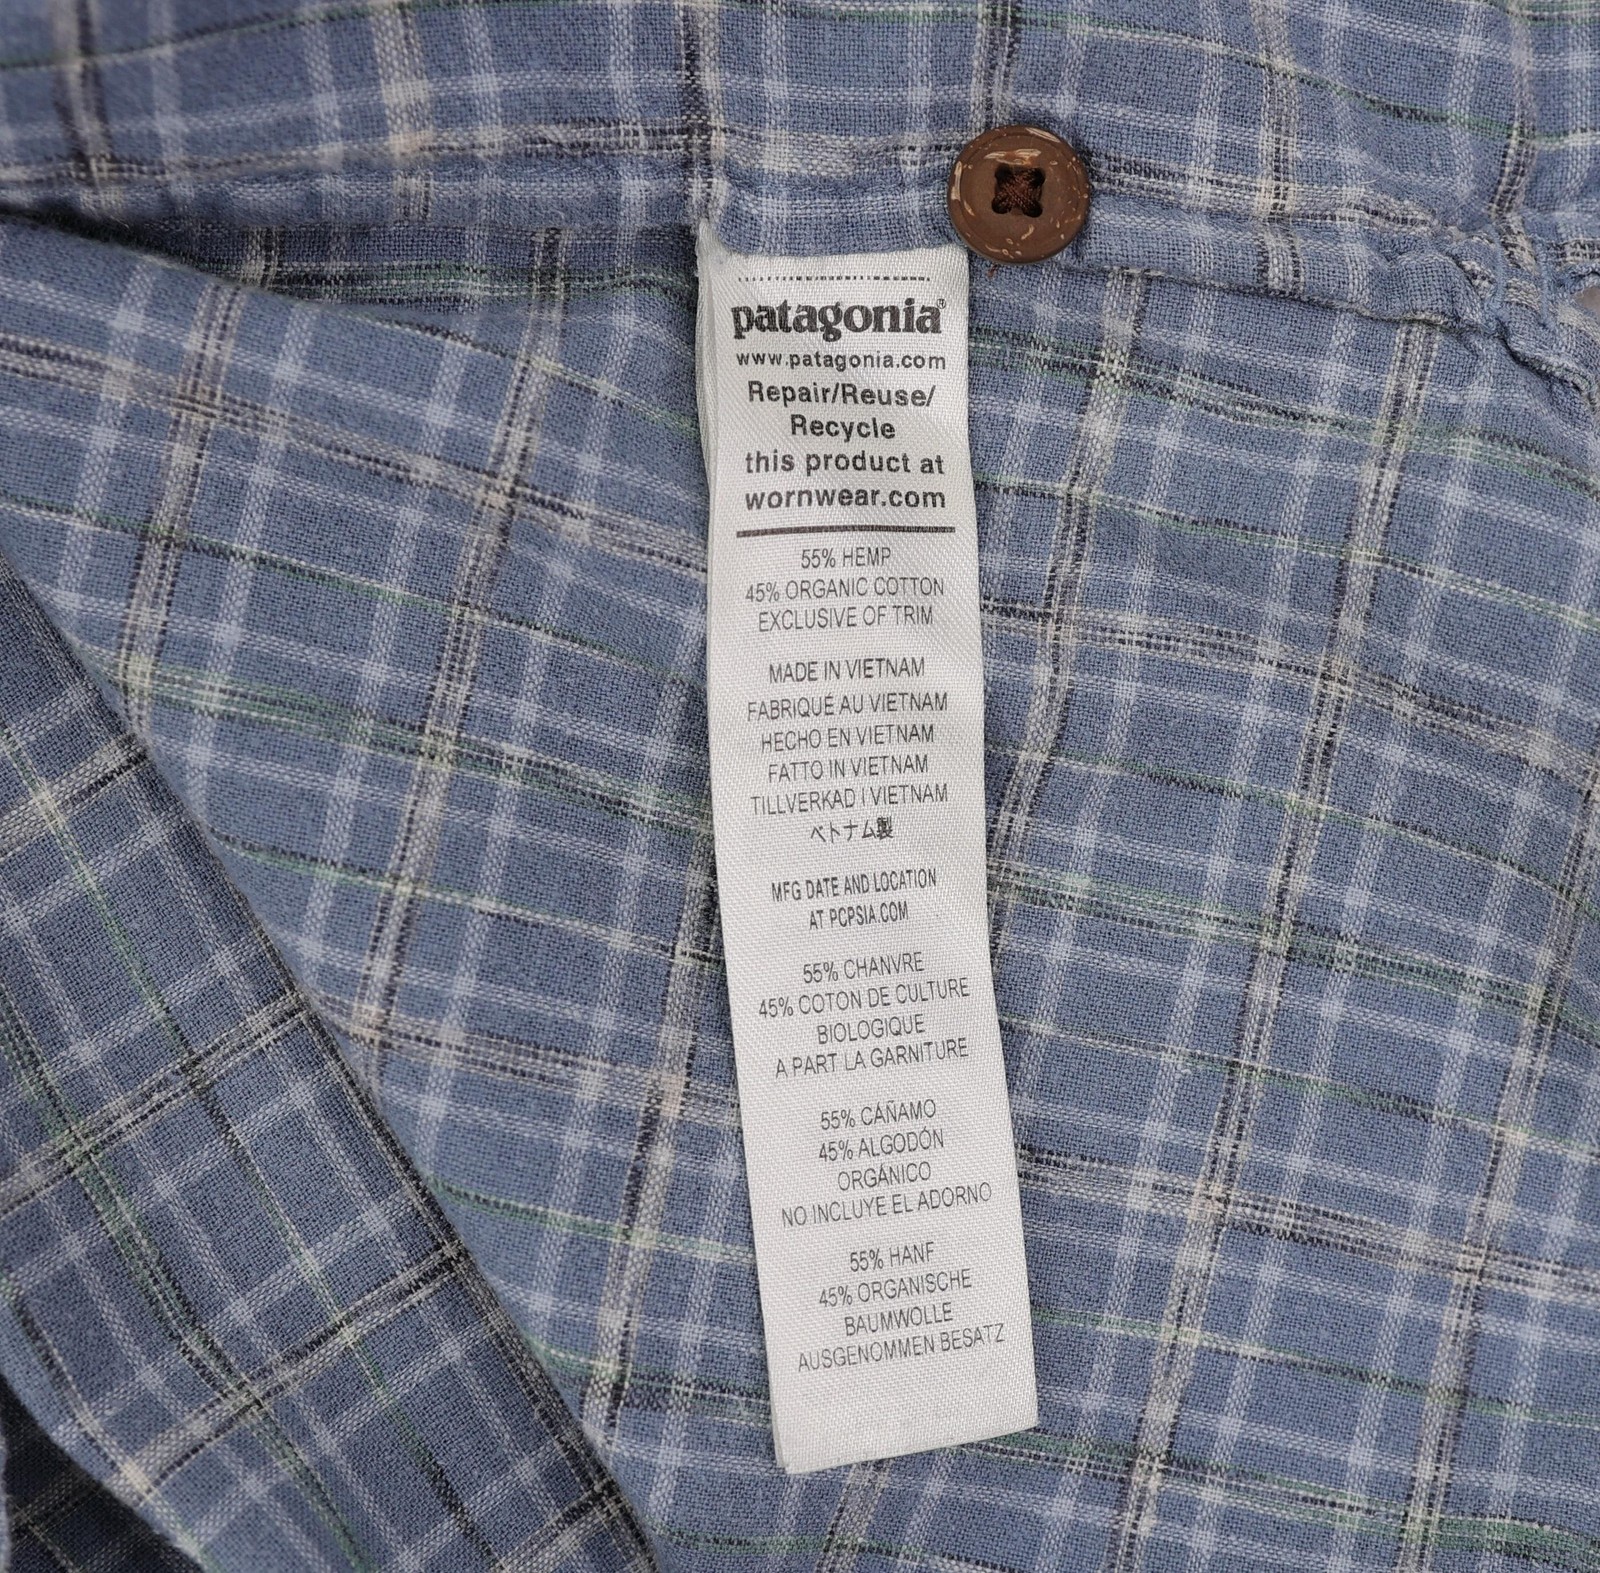 patagonia®
www.patagonia.com
Repair/Reuse/
Recycle
this product at
wornwear.com
55% HEMP
45% ORGANIC COTTON
EXCLUSIVE OF TRIM
MADE IN VIETNAM
FABRIQUÉ AU VIETNAM
HECHO EN VIETNAM
FATTO IN VIETNAM
TILLVERKAD I VIETNAM
ベトナム製
MFG DATE AND LOCATION
AT PCPSIA.COM
55% CHANVRE
45% COTON DE CULTURE
BIOLOGIQUE
A PART LA GARNITURE
55% CÁÑAMO
45% ALGODÓN
ORGÁNICO
NO INCLUYE EL ADORNO
55% HANF
45% ORGANISCHE
BAUMWOLLE
AUSGENOMMEN BESATZ